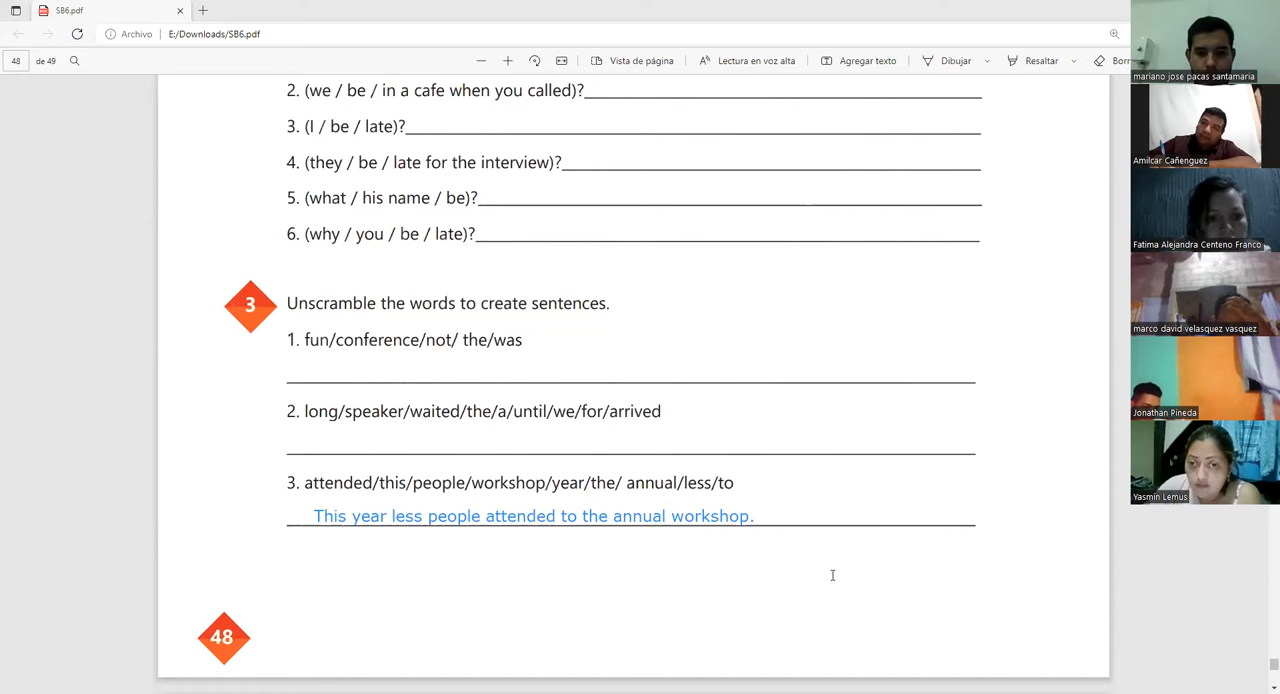 SB6.pdf
Archivo E:/Downloads/SB6.pdf
48 de 49 Vista de página Lectura en voz alta Agregar texto Dibujar Resaltar
2. (we / be / in a cafe when you called)?
3. (I / be / late)?
4. (they / be / late for the interview)?
5. (what / his name / be)?
6. (why / you / be / late)?
3 Unscramble the words to create sentences.
1. fun/conference/not/ the/was
2. long/speaker/waited/the/a/until/we/for/arrived
3. attended/this/people/workshop/year/the/ annual/less/to
This year less people attended to the annual workshop.
48
mariano jose pacas santamaria
Amilcar Cañenguez
Fatima Alejandra Centeno Franco
marco david velasquez vasquez
Jonathan Pineda
Yasmín Lemus